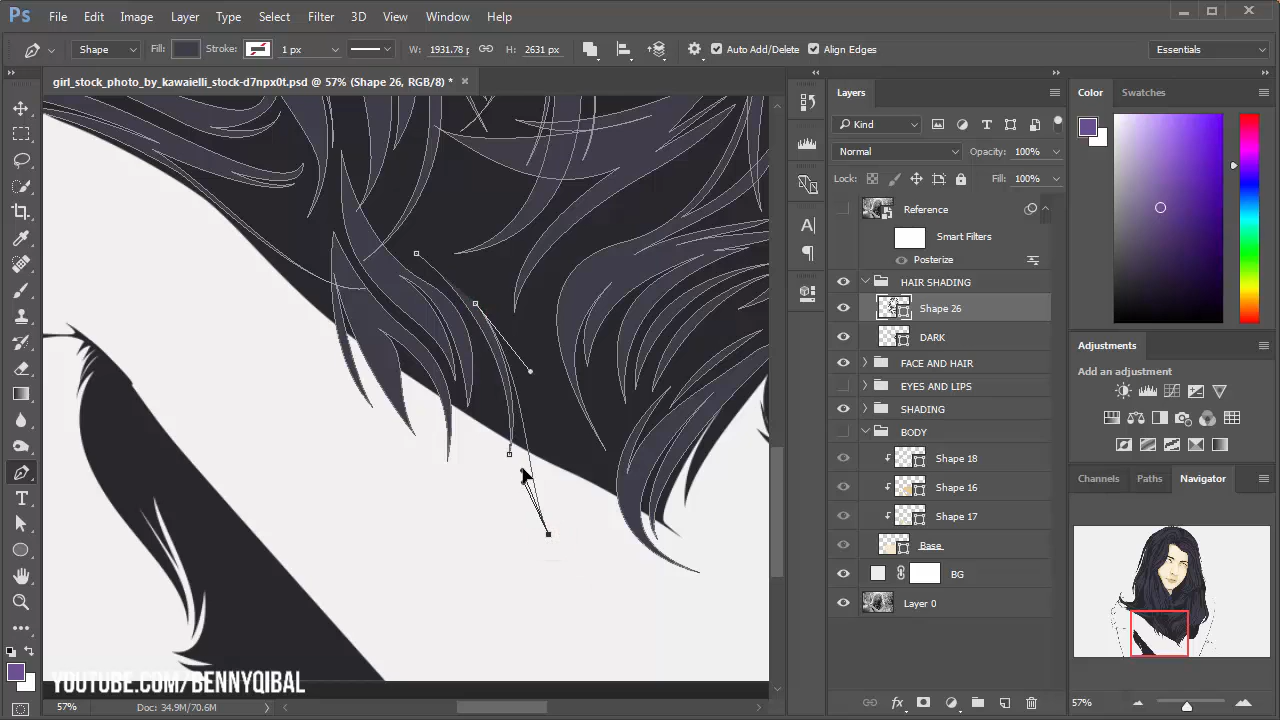 Ps File Edit Image Layer Type Select Filter 3D View Window Help
Shape Fill: Stroke: 1 px W: 1931.78 p H: 2631 px Auto Add/Delete Align Edges Essentials
girl_stock_photo_by_kawaielli_stock-d7npx0t.psd @ 57% (Shape 26, RGB/8) *
Layers
Kind
Normal Opacity: 100%
Lock: Fill: 100%
Reference
Smart Filters
Posterize
HAIR SHADING
Shape 26
DARK
FACE AND HAIR
EYES AND LIPS
SHADING
BODY
Shape 18
Shape 16
Shape 17
Base
BG
Layer 0
Color Swatches
Adjustments
Add an adjustment
Channels Paths Navigator
57%
YOUTUBE.COM/BENNYQIBAL
57% Doc: 34.9M/70.6M